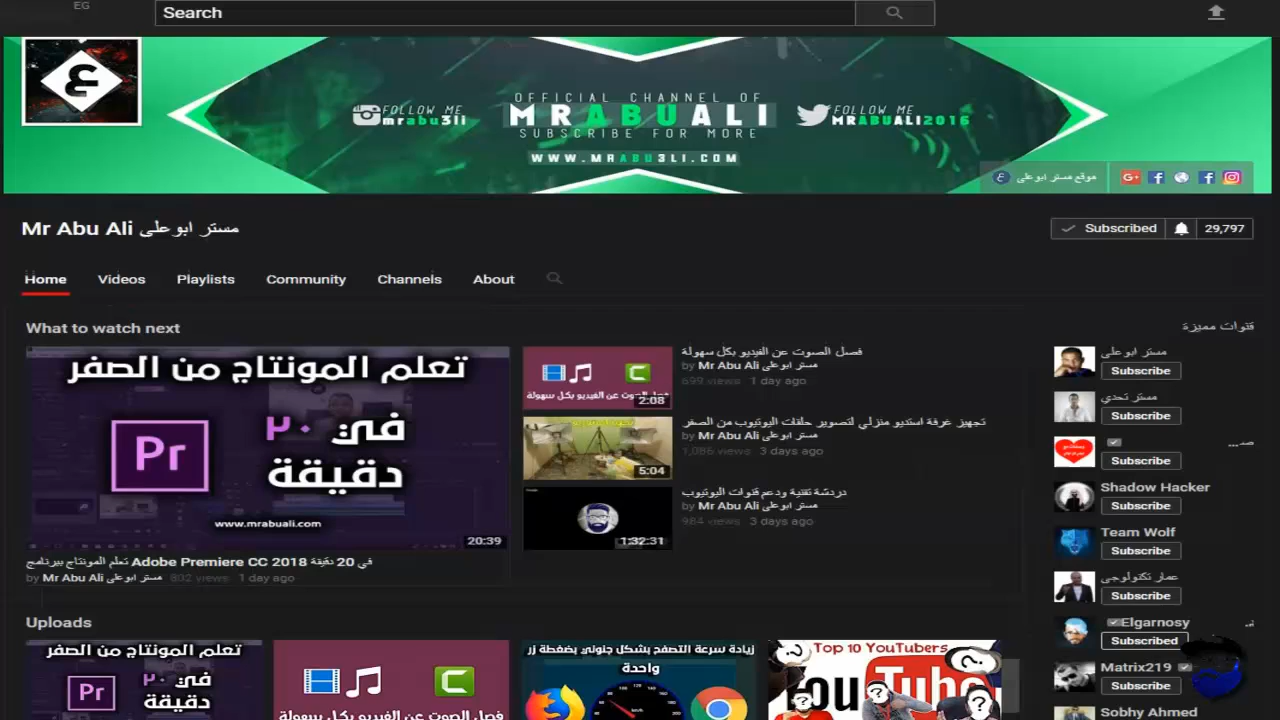 EG
Search
ع
OFFICIAL CHANNEL OF
FOLLOW ME
mrabu3li
MRABUALI
FOLLOW ME
MRABUALI2016
SUBSCRIBE FOR MORE
WWW.MRABU3LI.COM
موقع مستر ابوعلى
Mr Abu Ali مستر ابوعلى
Subscribed
29,797
Home
Videos
Playlists
Community
Channels
About
What to watch next
قنوات مميزة
تعلم المونتاج من الصفر
Pr
في ٢٠
دقيقة
www.mrabuali.com
20:39
تعلم المونتاج ببرنامج Adobe Premiere CC 2018 في 20 دقيقة
by Mr Abu Ali مستر ابوعلى 802 views 1 day ago
فصل الصوت عن الفيديو بكل سهولة
2:08
فصل الصوت عن الفيديو بكل سهولة
by Mr Abu Ali مستر ابوعلى
699 views 1 day ago
5:04
تجهيز غرفة استديو منزلي لتصوير حلقات اليوتيوب من الصفر
by Mr Abu Ali مستر ابوعلى
1,086 views 3 days ago
1:32:31
دردشة تقنية ودعم قنوات اليوتيوب
by Mr Abu Ali مستر ابوعلى
984 views 3 days ago
مستر ابوعلى
Subscribe
مستر تحدي
Subscribe
Subscribe
Shadow Hacker
Subscribe
Team Wolf
Subscribe
عمار تكنولوجى
Subscribe
Elgarnosy
Subscribed
Matrix219
Subscribe
Sobhy Ahmed
Uploads
تعلم المونتاج من الصفر
Pr
في ٢٠
دقيقة
فصل الصوت عن الفيديو بكل سهولة
زيادة سرعة التصفح بشكل جنوني بضغطة زر
واحدة
Top 10 YouTubers
You Tube